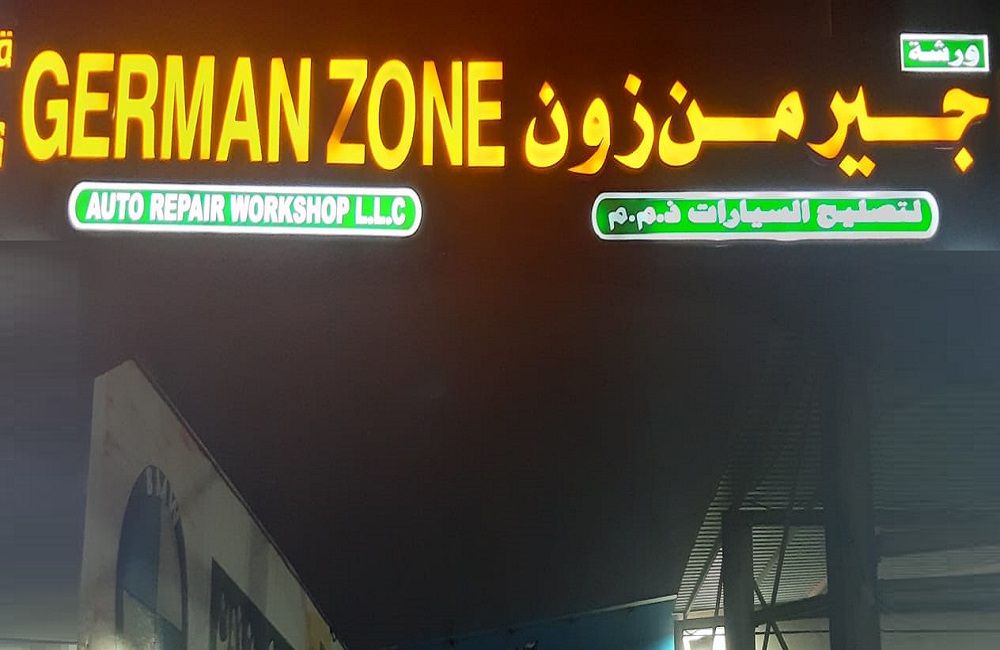 GERMAN ZONE
AUTO REPAIR WORKSHOP L.L.C
ورشة
جيرمن زون
لتصليح السيارات ذ.م.م